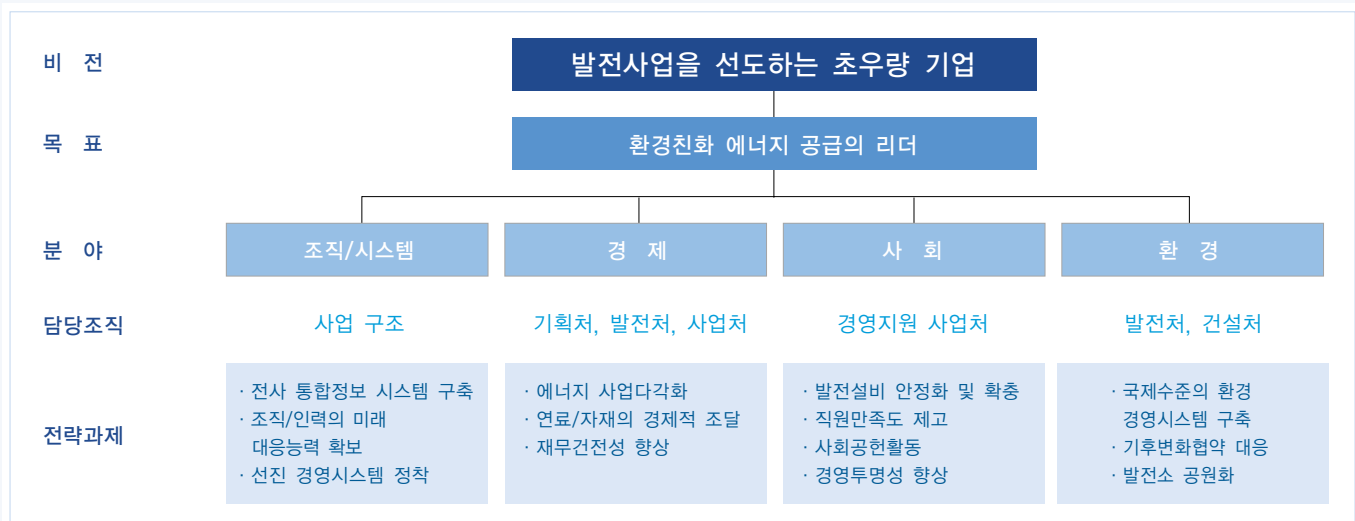 비 전
발전사업을 선도하는 초우량 기업
목 표
환경친화 에너지 공급의 리더
분 야
조직/시스템
경 제
사 회
환 경
담당조직
사업 구조
기획처, 발전처, 사업처
경영지원 사업처
발전처, 건설처
전략과제
· 전사 통합정보 시스템 구축
· 조직/인력의 미래
대응능력 확보
· 선진 경영시스템 정착
· 에너지 사업다각화
· 연료/자재의 경제적 조달
· 재무건전성 향상
· 발전설비 안정화 및 확충
· 직원만족도 제고
· 사회공헌활동
· 경영투명성 향상
· 국제수준의 환경
경영시스템 구축
· 기후변화협약 대응
· 발전소 공원화